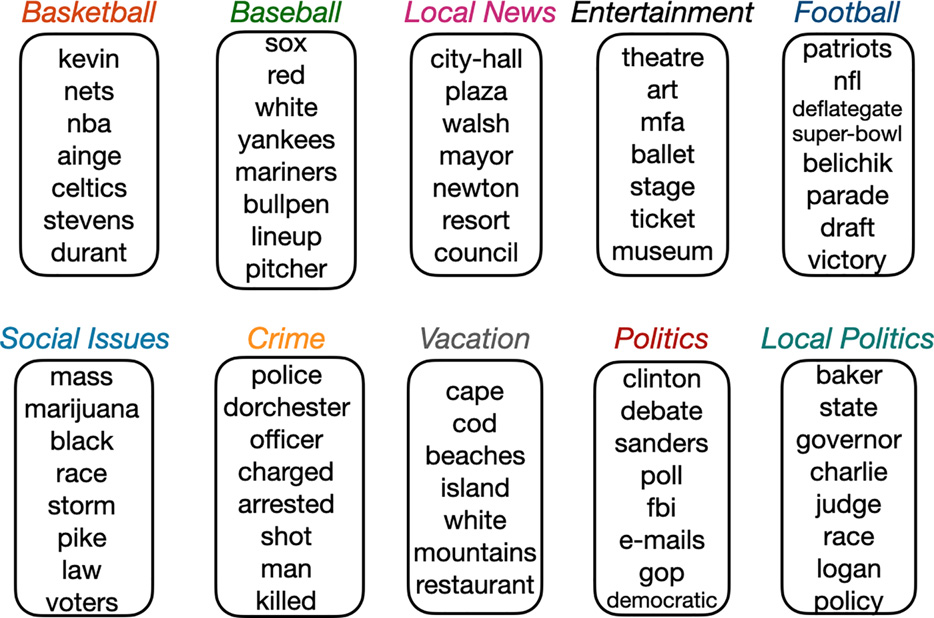 Basketball
kevin
nets
nba
ainge
celtics
stevens
durant
Baseball
sox
red
white
yankees
mariners
bullpen
lineup
pitcher
Local News
city-hall
plaza
walsh
mayor
newton
resort
council
Entertainment
theatre
art
mfa
ballet
stage
ticket
museum
Football
patriots
nfl
deflategate
super-bowl
belichik
parade
draft
victory
Social Issues
mass
marijuana
black
race
storm
pike
law
voters
Crime
police
dorchester
officer
charged
arrested
shot
man
killed
Vacation
cape
cod
beaches
island
white
mountains
restaurant
Politics
clinton
debate
sanders
poll
fbi
e-mails
gop
democratic
Local Politics
baker
state
governor
charlie
judge
race
logan
policy